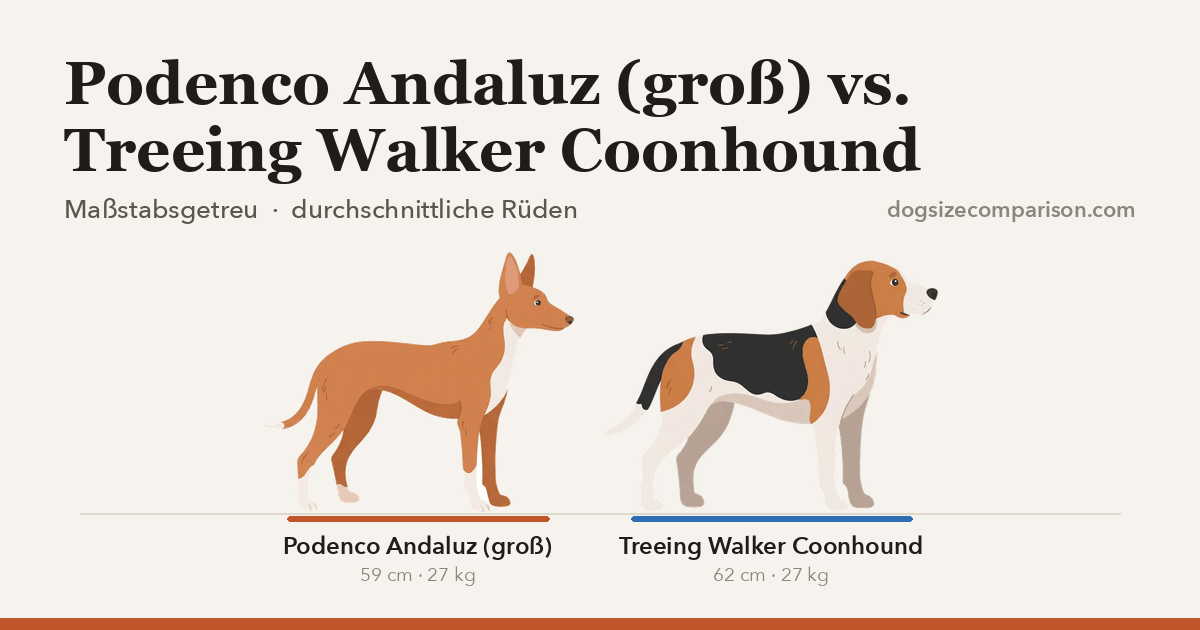 Podenco Andaluz (groß) vs.
Treeing Walker Coonhound
Maßstabsgetreu · durchschnittliche Rüden
dogsizecomparison.com
Podenco Andaluz (groß)
59 cm · 27 kg
Treeing Walker Coonhound
62 cm · 27 kg